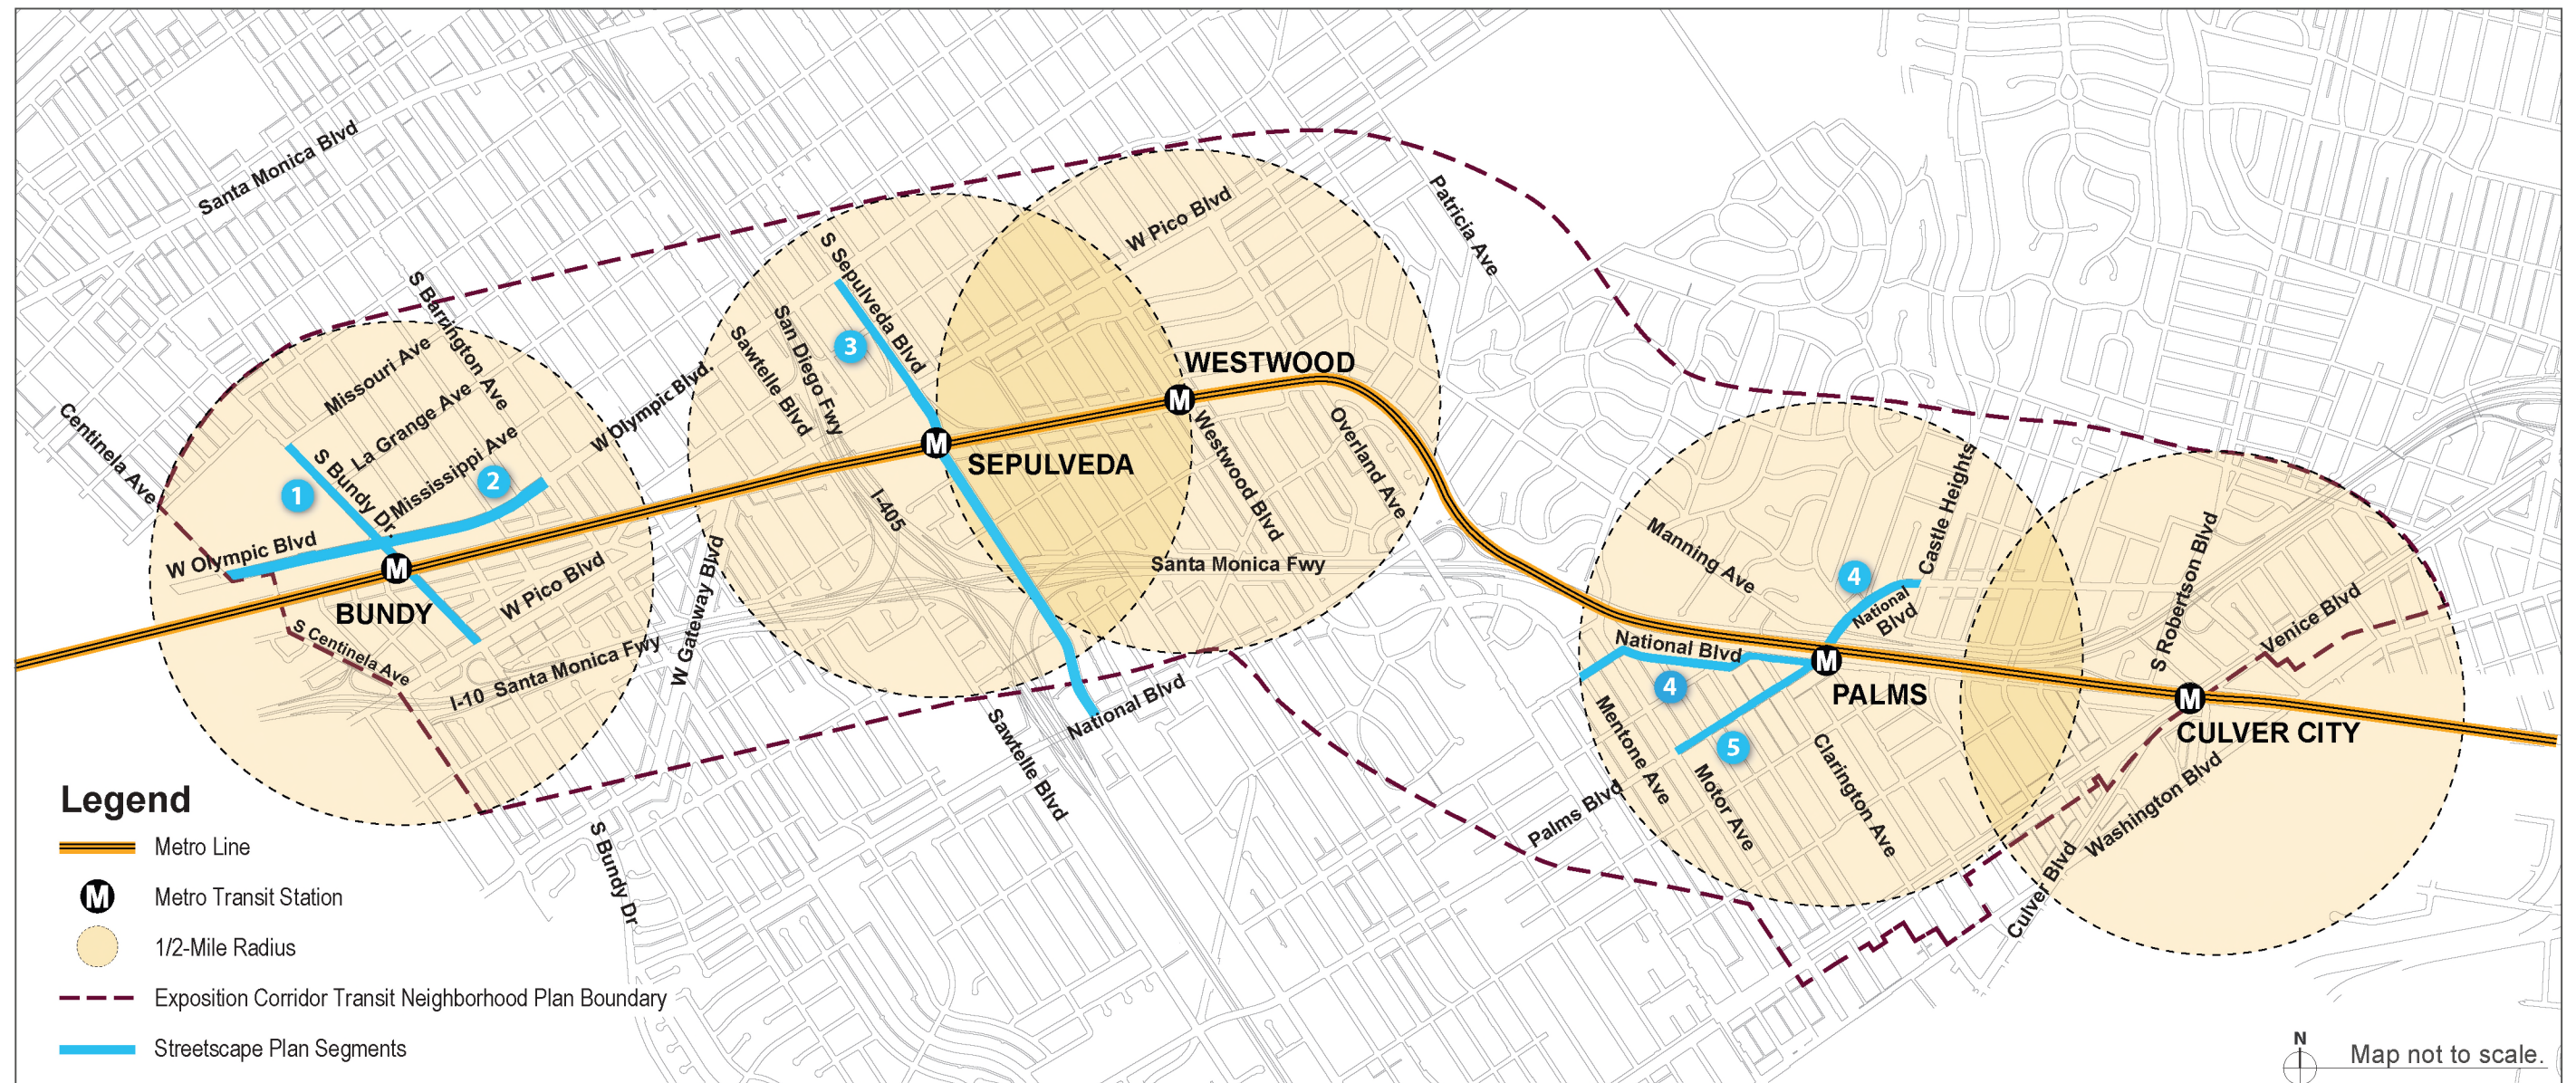 Santa Monica Blvd
S Barrington Ave
Missouri Ave
La Grange Ave
Mississippi Ave
Centinela Ave
S Bundy Dr
1
2
W Olympic Blvd
BUNDY
W Pico Blvd
S Centinela Ave
I-10 Santa Monica Fwy
W Olympic Blvd.
W Gateway Blvd
S Bundy Dr
S Sepulveda Blvd
San Diego Fwy
Sawtelle Blvd
3
I-405
SEPULVEDA
W Pico Blvd
WESTWOOD
Westwood Blvd
Overland Ave
Santa Monica Fwy
Patricia Ave
Sawtelle Blvd
National Blvd
Manning Ave
Castle Heights
4
National
Blvd
National Blvd
4
PALMS
5
Mentone Ave
Motor Ave
Clarington Ave
Palms Blvd
S Robertson Blvd
Venice Blvd
CULVER CITY
Washington Blvd
Culver Blvd
M
M
M
M
M
Legend
Metro Line
M
Metro Transit Station
1/2-Mile Radius
Exposition Corridor Transit Neighborhood Plan Boundary
Streetscape Plan Segments
N
Map not to scale.